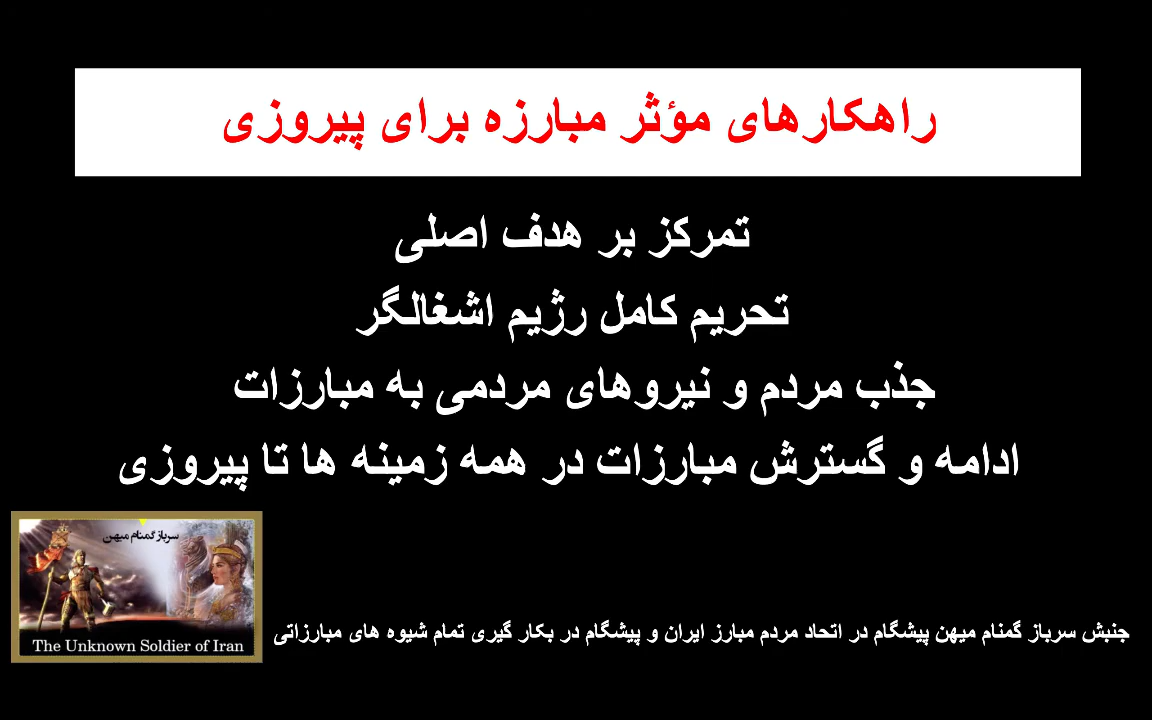 راهکارهای مؤثر مبارزه برای پیروزی
تمرکز بر هدف اصلی
تحریم کامل رژیم اشغالگر
جذب مردم و نیروهای مردمی به مبارزات
ادامه و گسترش مبارزات در همه زمینه ها تا پیروزی
سرباز گمنام میهن
The Unknown Soldier of Iran
جنبش سرباز گمنام میهن پیشگام در اتحاد مردم مبارز ایران و پیشگام در بکار گیری تمام شیوه های مبارزاتی